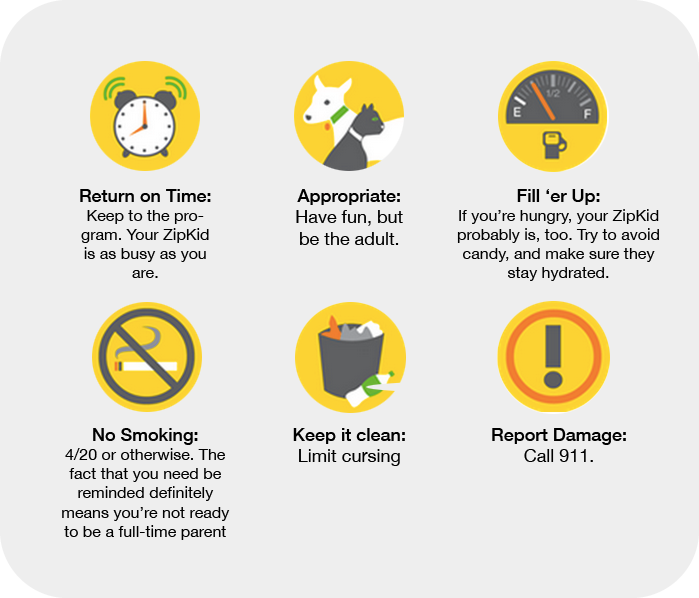 Return on Time:
Keep to the pro-
gram. Your ZipKid
is as busy as you
are.
Appropriate:
Have fun, but
be the adult.
E
1/2
F
Fill ‘er Up:
If you’re hungry, your ZipKid
probably is, too. Try to avoid
candy, and make sure they
stay hydrated.
No Smoking:
4/20 or otherwise. The
fact that you need be
reminded definitely
means you’re not ready
to be a full-time parent
Keep it clean:
Limit cursing
!
Report Damage:
Call 911.